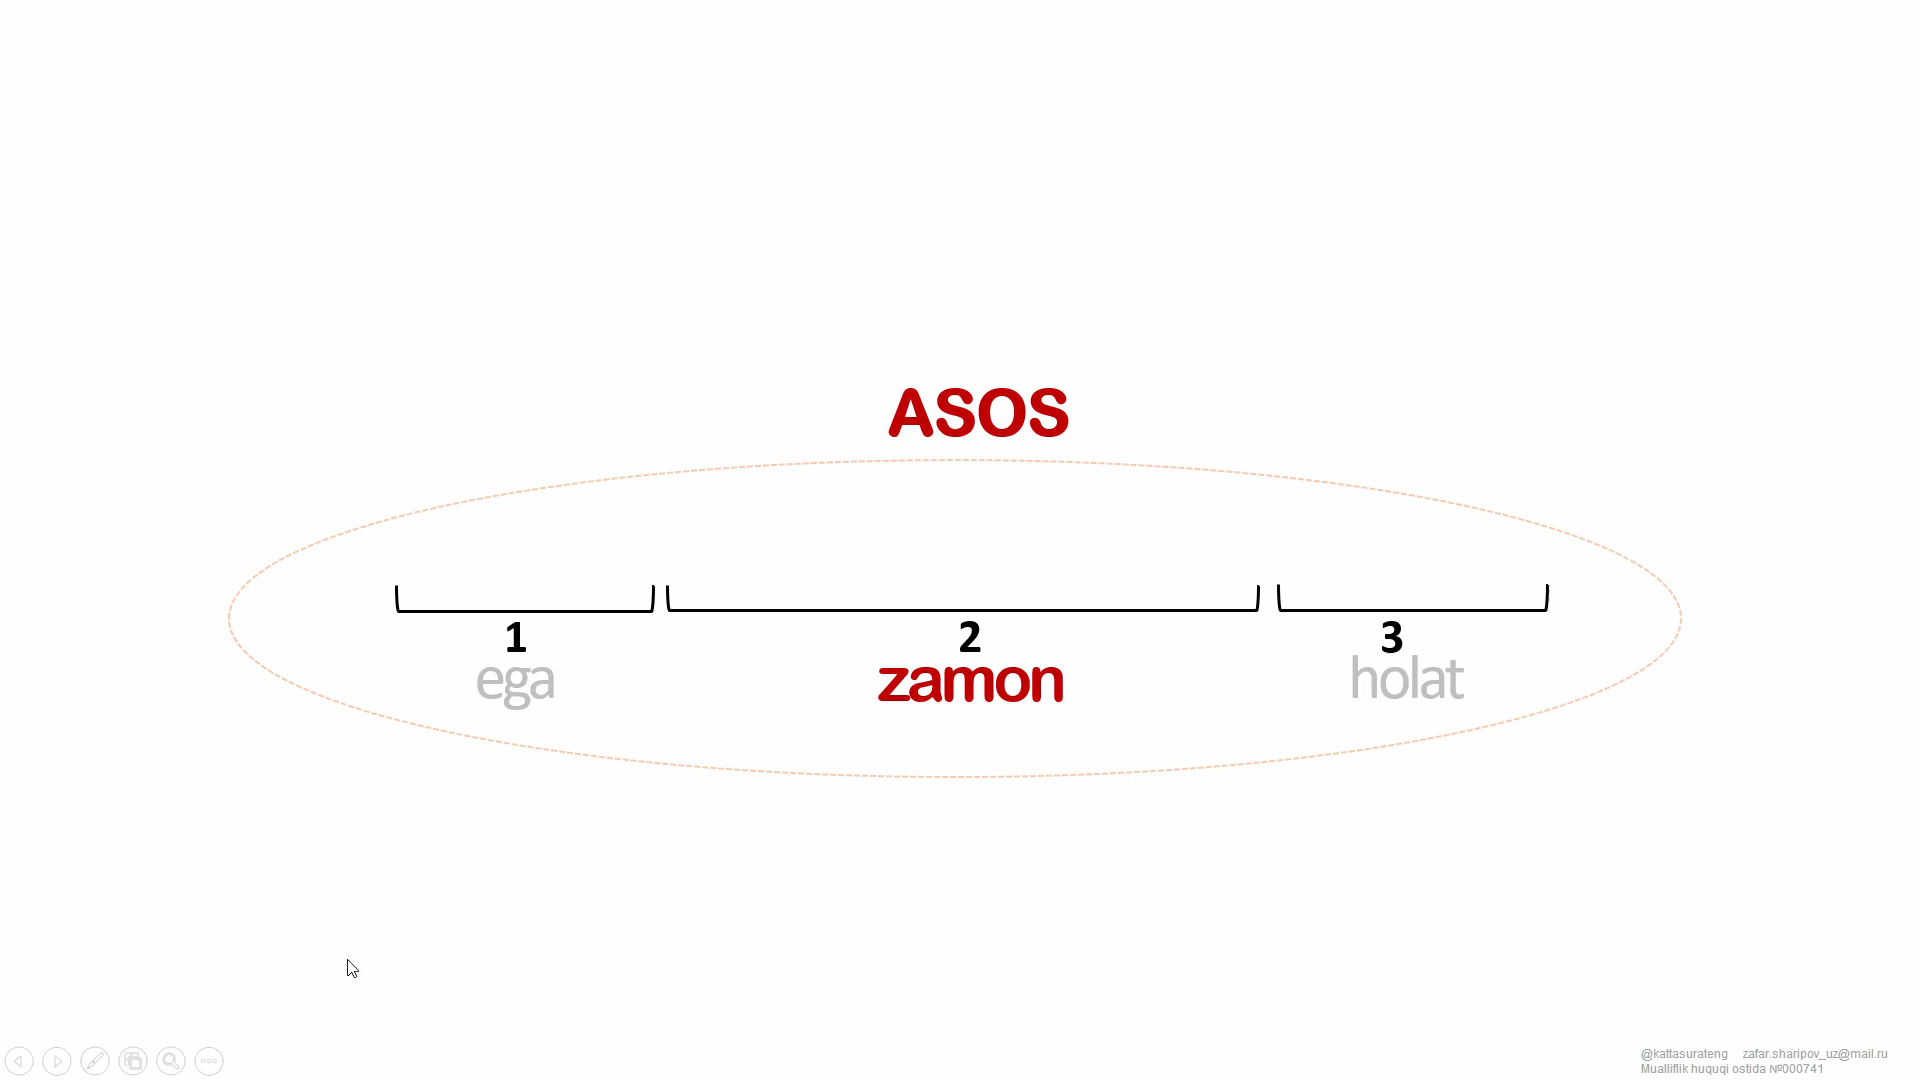 ASOS
1 2 3
ega zamon holat
@kattasurateng zafar.sharipov_uz@mail.ru
Mualliflik huquqi ostida №000741